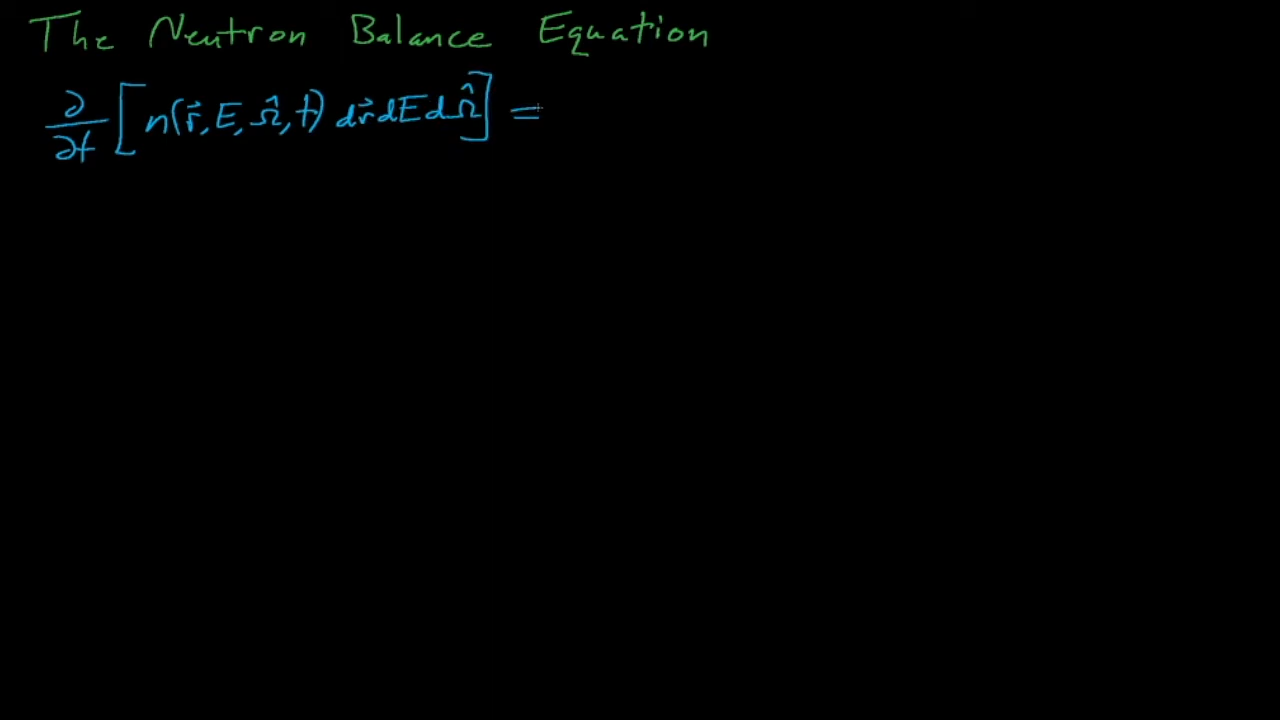 The Neutron Balance Equation
∂/∂t [n(r⃗, E, Ω̂, t) dr⃗ dE dΩ̂] =